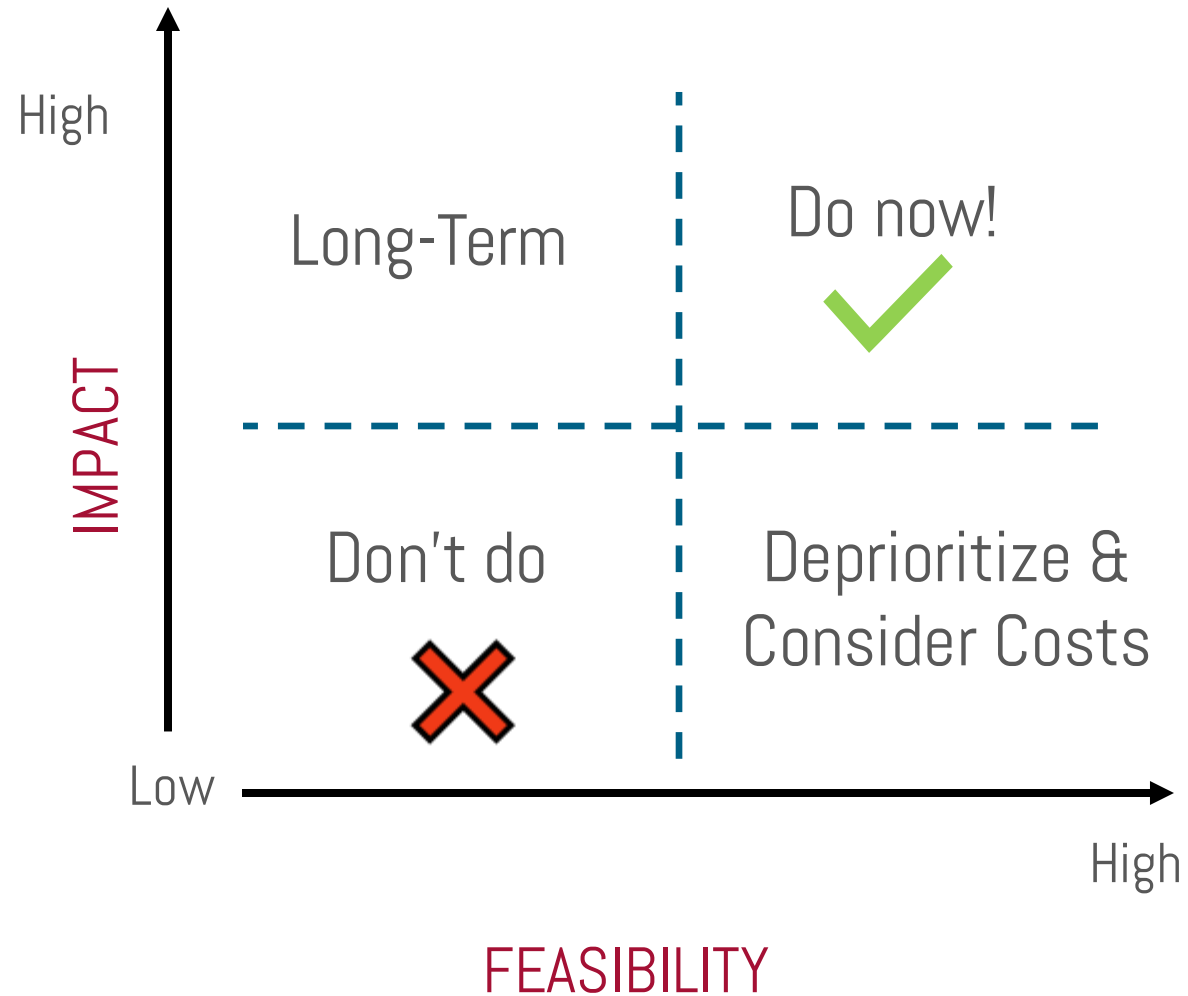 High
Long-Term
Do now!
IMPACT
Don't do
Deprioritize &
Consider Costs
Low
High
FEASIBILITY